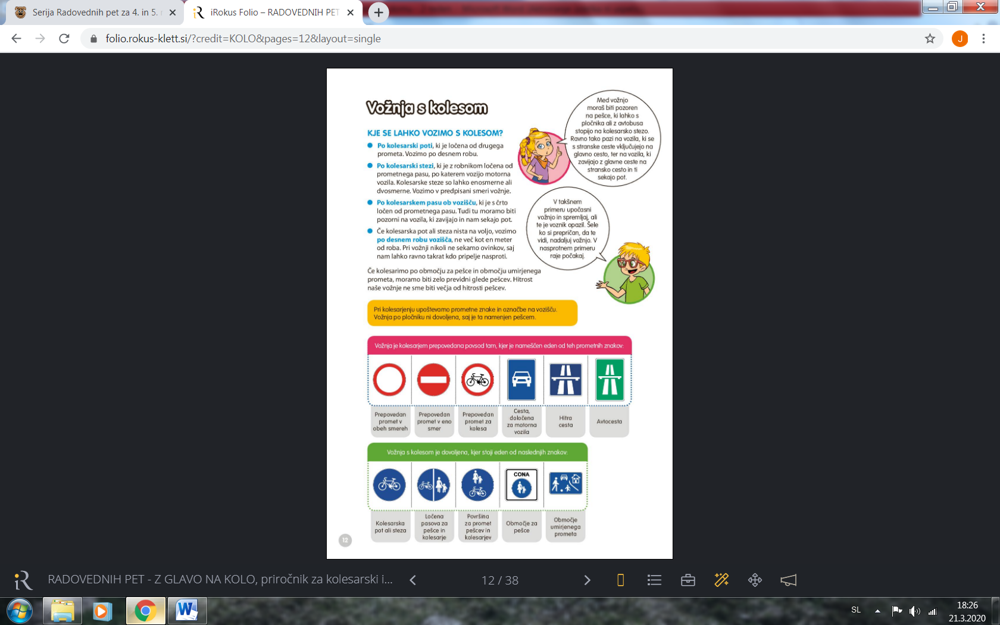 Serija Radovednih pet za 4. in 5. r
iRokus Folio – RADOVEDNIH PET
folio.rokus-klett.si/?credit=KOLO&pages=12&layout=single
J
Vožnja s kolesom
KJE SE LAHKO VOZIMO S KOLESOM?
Po kolesarski poti, ki je ločena od drugega
prometa. Vozimo po desnem robu.
Po kolesarski stezi, ki je z robnikom ločena od
prometnega pasu, po katerem vozijo motorna
vozila. Kolesarske steze so lahko enosmerne ali
dvosmerne. Vozimo v predpisani smeri vožnje.
Po kolesarskem pasu ob vozišču, ki je s črto
ločen od prometnega pasu. Tudi tu moramo biti
pozorni na vozila, ki zavijajo in nam sekajo pot.
Če kolesarska pot ali steza nista na voljo, vozimo
po desnem robu vozišča, ne več kot en meter
od roba. Pri vožnji nikoli ne sekamo ovinkov, saj
nam lahko ravno takrat kdo pripelje nasproti.
Med vožnjo
moraš biti pozoren
na pešce, ki lahko s
pločnika ali z avtobusa
stopijo na kolesarsko stezo.
Ravno tako pazi na vozila, ki se
s stranske ceste vključujejo na
glavno cesto, ter na vozila, ki
zavijajo z glavne ceste na
stransko cesto in ti
sekajo pot.
V takšnem
primeru upočasni
vožnjo in spremljaj, ali
te je voznik opazil. Šele
ko si prepričan, da te
vidi, nadaljuj vožnjo. V
nasprotnem primeru
raje počakaj.
Če kolesarimo po območju za pešce in območju umirjenega
prometa, moramo biti zelo previdni glede pešcev. Hitrost
naše vožnje ne sme biti večja od hitrosti pešcev.
Pri kolesarjenju upoštevamo prometne znake in označbe na vozišču.
Vožnja po pločniku ni dovoljena, saj je ta namenjen pešcem.
Vožnja je kolesarjem prepovedana povsod tam, kjer je nameščen eden od teh prometnih znakov:
Prepovedan
promet v
obeh smereh
Prepovedan
promet v eno
smer
Prepovedan
promet za
kolesa
Cesta,
določena
za motorna
vozila
Hitra
cesta
Avtocesta
Vožnja s kolesom je dovoljena, kjer stoji eden od naslednjih znakov:
CONA
Kolesarska
pot ali steza
Ločena
pasova za
pešce in
kolesarje
Površina
za promet
pešcev in
kolesarjev
Območje za
pešce
Območje
umirjenega
prometa
12
iR
RADOVEDNIH PET - Z GLAVO NA KOLO, priročnik za kolesarski i...
12 / 38
SL
18:26
21.3.2020